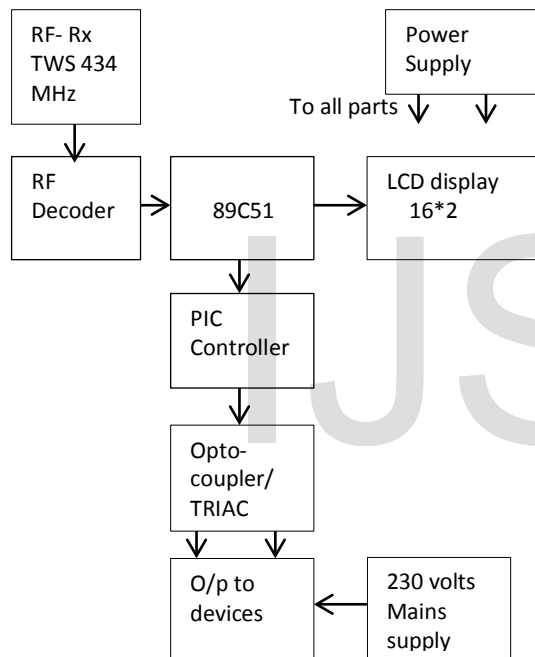 RF- Rx
TWS 434
MHz
Power
Supply
To all parts
RF
Decoder
89C51
LCD display
16*2
PIC
Controller
Opto-
coupler/
TRIAC
O/p to
devices
230 volts
Mains
supply
IJS